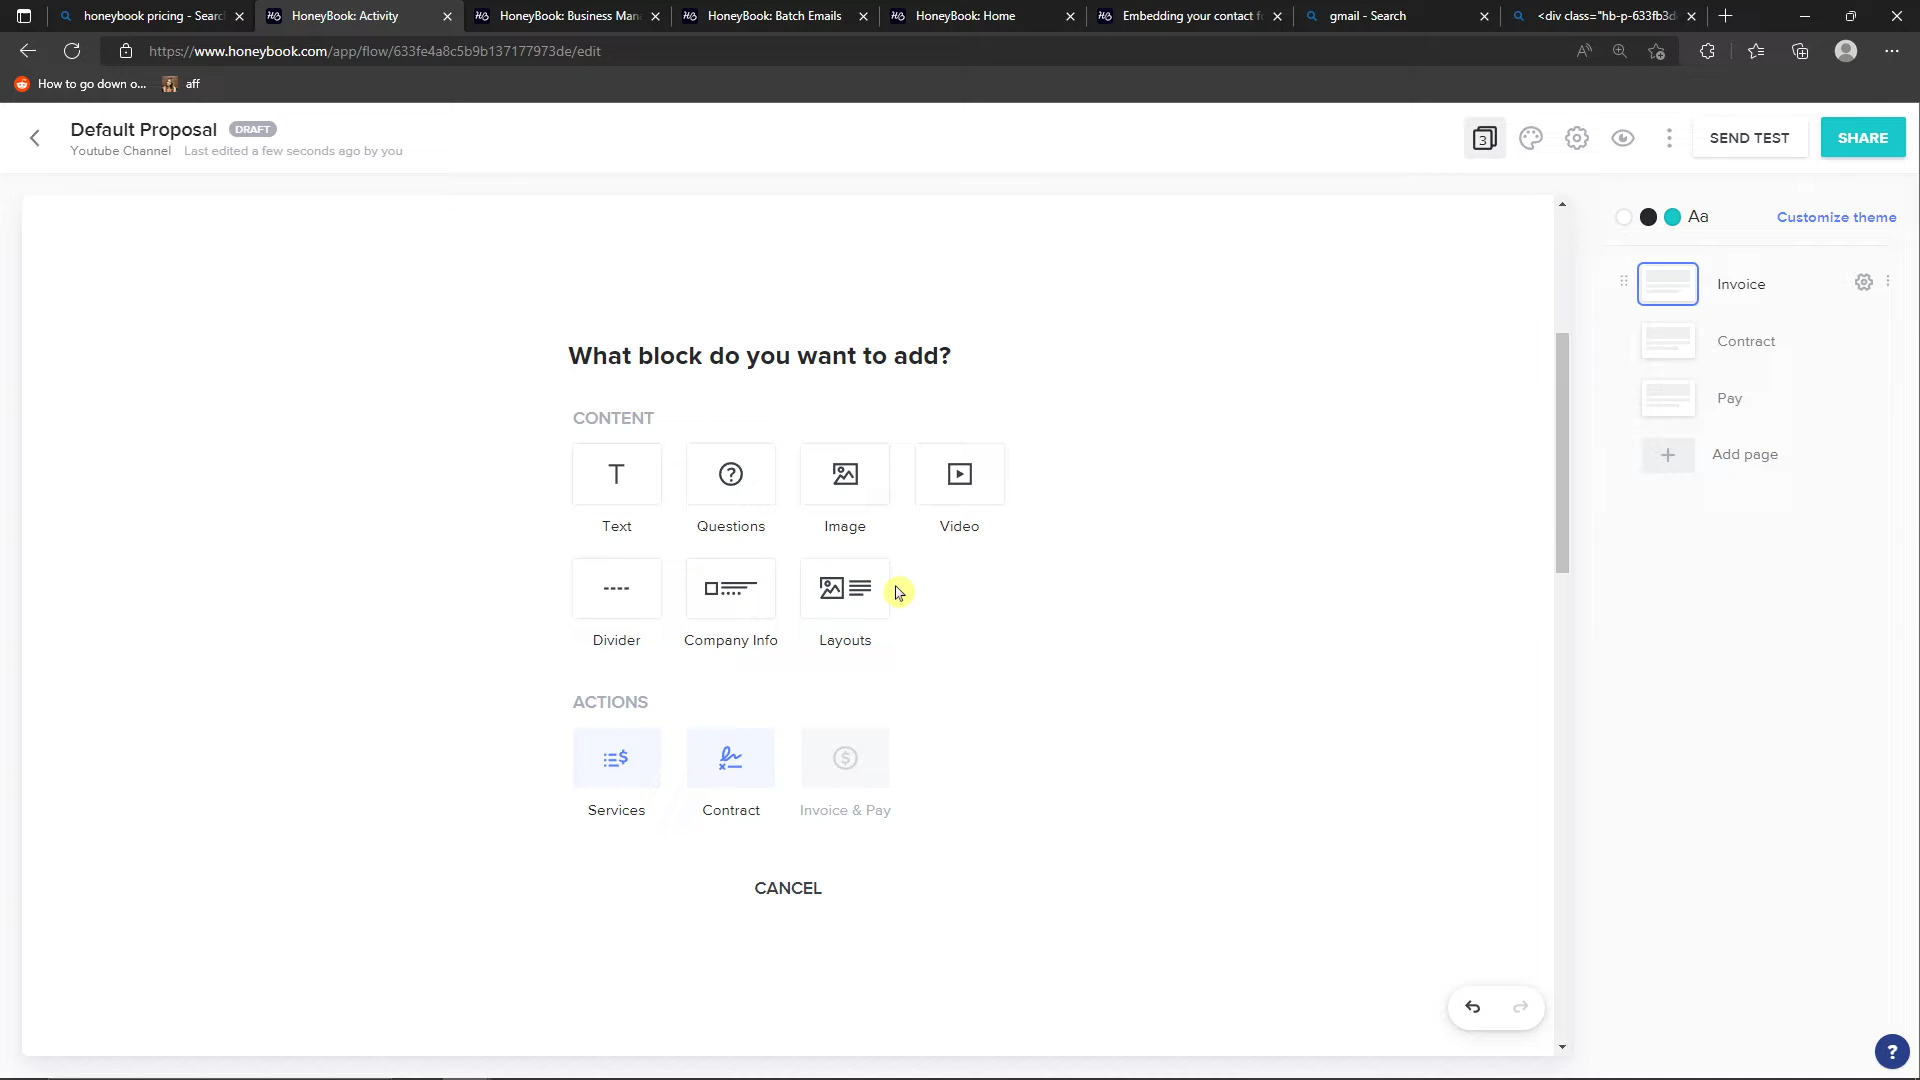 honeybook pricing - Searc
HoneyBook: Activity
HoneyBook: Business Man
HoneyBook: Batch Emails
HoneyBook: Home
Embedding your contact fo
gmail - Search
<div class="hb-p-633fb3d
https://www.honeybook.com/app/flow/633fe4a8c5b9b137177973de/edit
How to go down o...
aff
Default Proposal
DRAFT
Youtube Channel
Last edited a few seconds ago by you
3
SEND TEST
SHARE
Aa
Customize theme
Invoice
Contract
Pay
Add page
What block do you want to add?
CONTENT
T
Text
Questions
Image
Video
Divider
Company Info
Layouts
ACTIONS
Services
Contract
Invoice & Pay
CANCEL
?